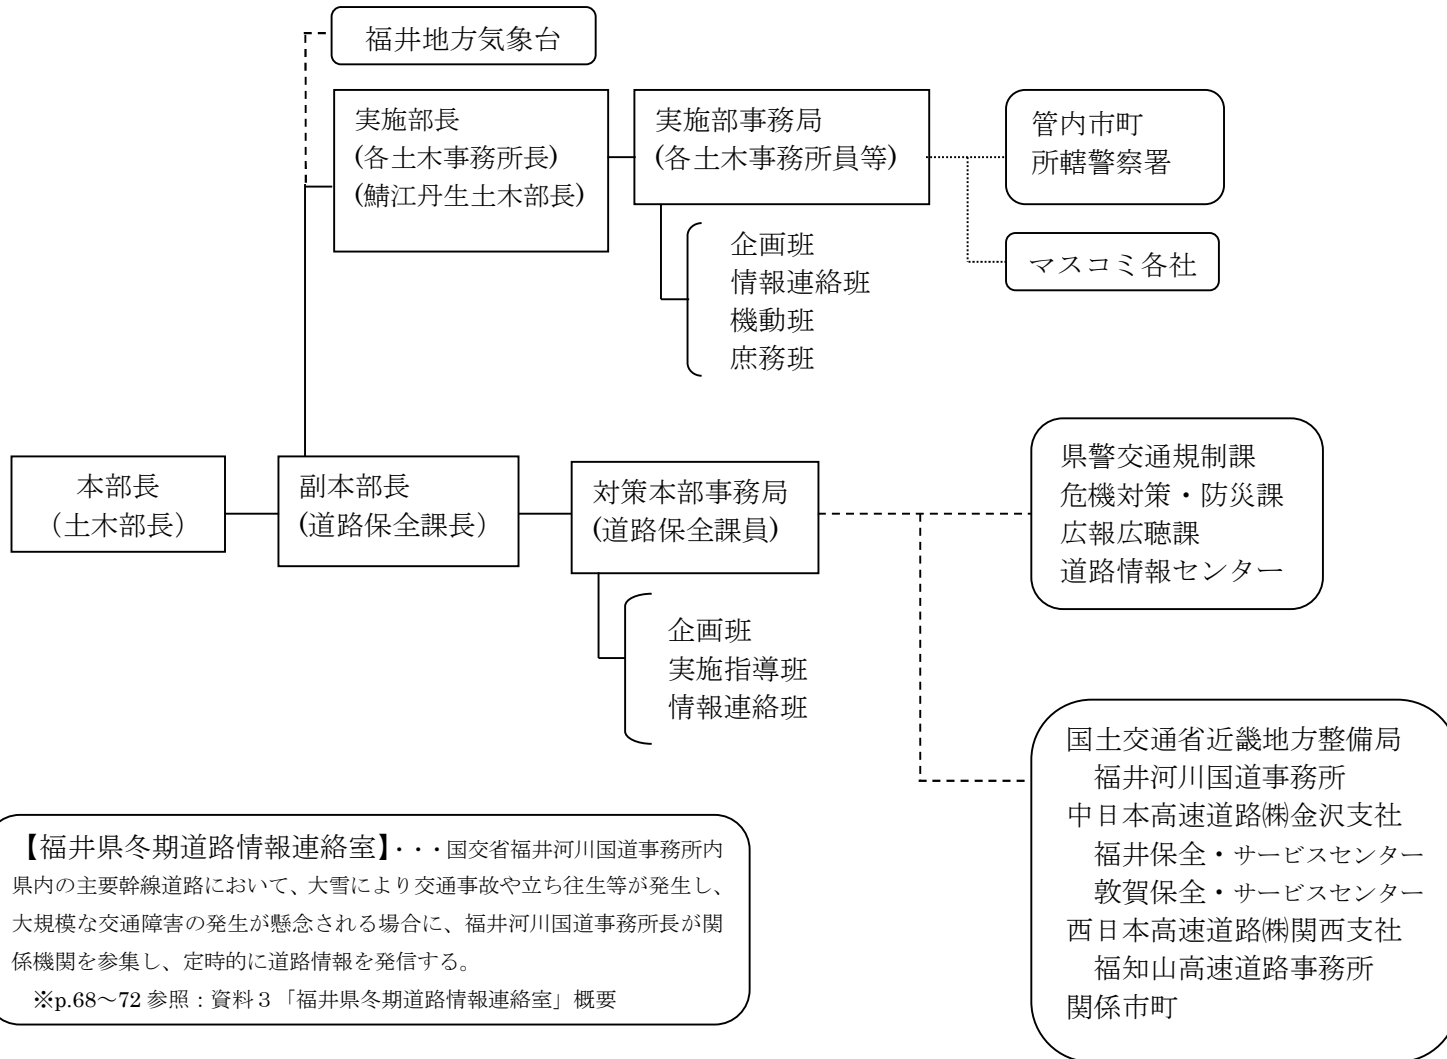 福井地方気象台
実施部長
(各土木事務所長)
(鯖江丹生土木部長)
実施部事務局
(各土木事務所員等)
管内市町
所轄警察署
マスコミ各社
企画班
情報連絡班
機動班
庶務班
本部長
（土木部長）
副本部長
(道路保全課長）
対策本部事務局
(道路保全課員）
県警交通規制課
危機対策・防災課
広報広聴課
道路情報センター
企画班
実施指導班
情報連絡班
国土交通省近畿地方整備局
福井河川国道事務所
中日本高速道路㈱金沢支社
福井保全・サービスセンター
敦賀保全・サービスセンター
西日本高速道路㈱関西支社
福知山高速道路事務所
関係市町
【福井県冬期道路情報連絡室】・・・国交省福井河川国道事務所内
県内の主要幹線道路において、大雪により交通事故や立ち往生等が発生し、
大規模な交通障害の発生が懸念される場合に、福井河川国道事務所長が関
係機関を参集し、定時的に道路情報を発信する。
※p.68～72 参照：資料３「福井県冬期道路情報連絡室」概要